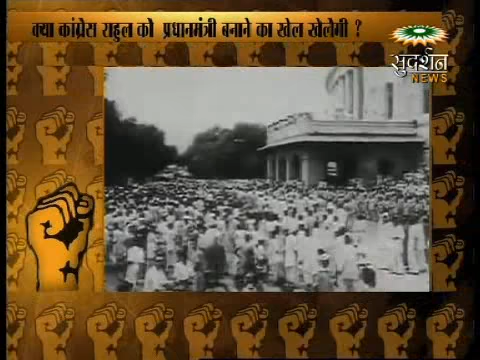 क्या कांग्रेस राहुल को प्रधानमंत्री बनाने का खेल खेलेगी ?
सुदर्शन
NEWS